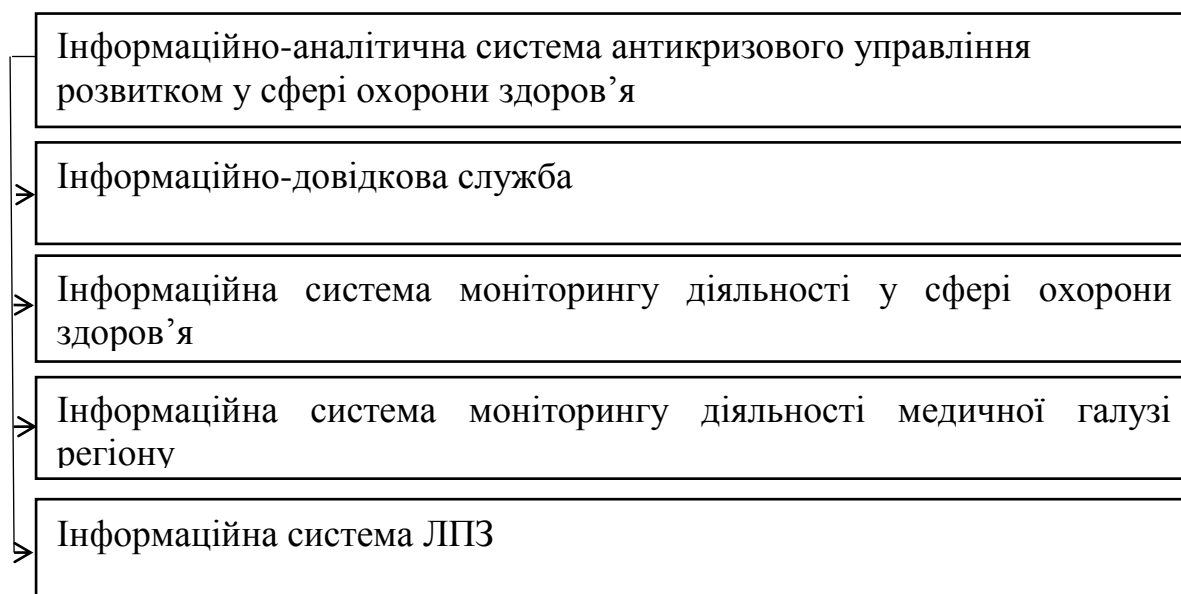 Інформаційно-аналітична система антикризового управління
розвитком у сфері охорони здоров’я
Інформаційно-довідкова служба
Інформаційна система моніторингу діяльності у сфері охорони
здоров’я
Інформаційна система моніторингу діяльності медичної галузі
регіону
Інформаційна система ЛПЗ